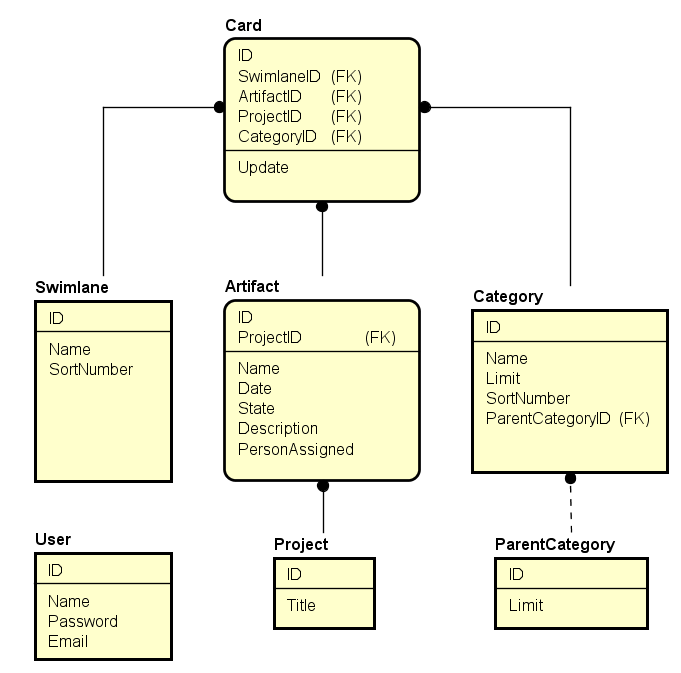 Card
ID
SwimlaneID (FK)
ArtifactID (FK)
ProjectID (FK)
CategoryID (FK)
Update
Swimlane
ID
Name
SortNumber
Artifact
ID
ProjectID (FK)
Name
Date
State
Description
PersonAssigned
Category
ID
Name
Limit
SortNumber
ParentCategoryID (FK)
User
ID
Name
Password
Email
Project
ID
Title
ParentCategory
ID
Limit